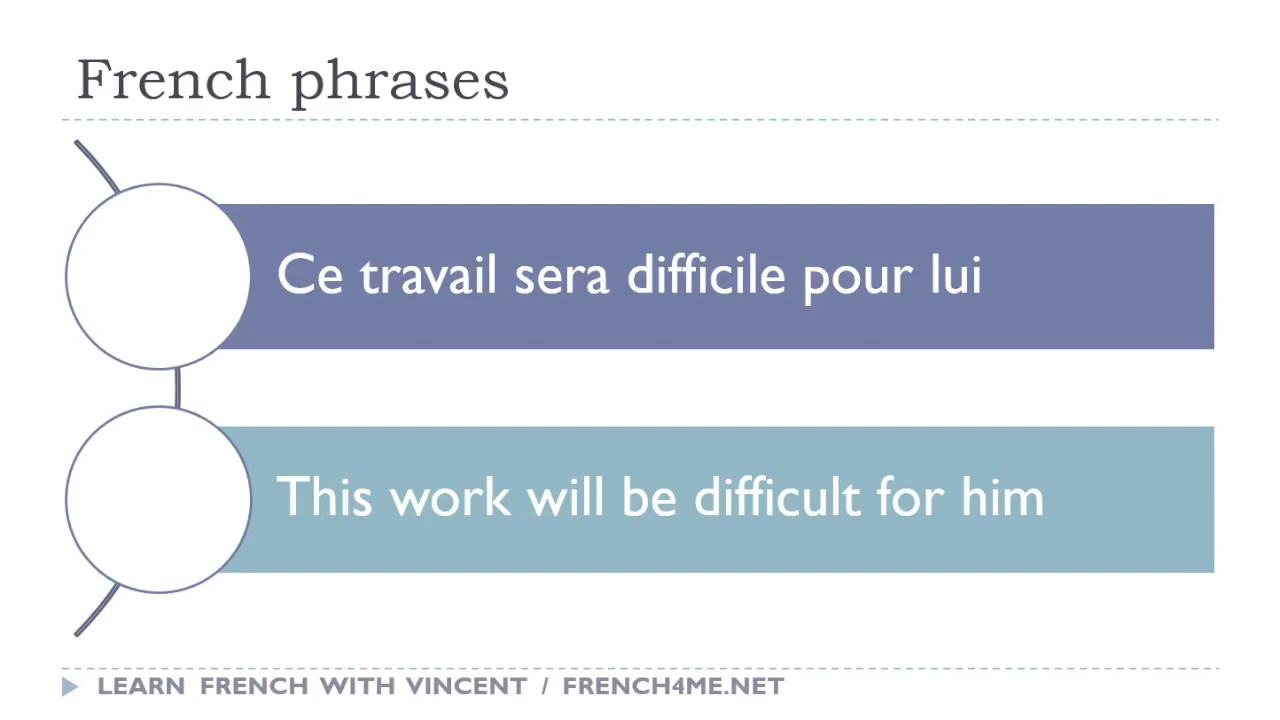 French phrases
Ce travail sera difficile pour lui
This work will be difficult for him
LEARN FRENCH WITH VINCENT / FRENCH4ME.NET